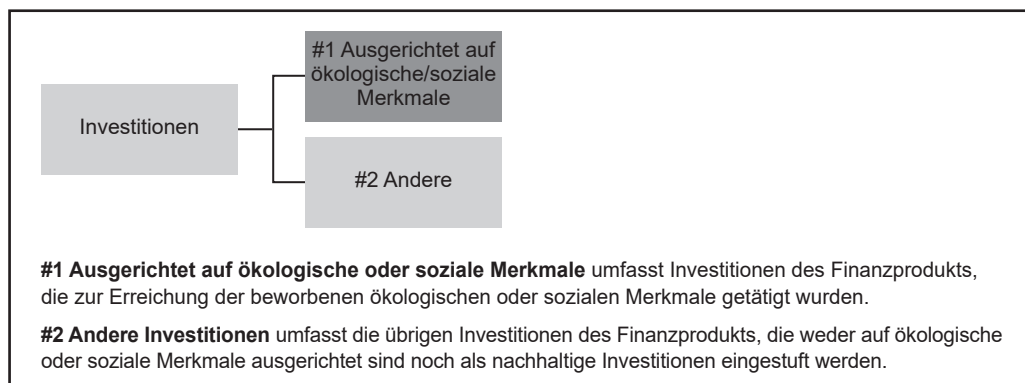 #1 Ausgerichtet auf
ökologische/soziale
Merkmale
Investitionen
#2 Andere
#1 Ausgerichtet auf ökologische oder soziale Merkmale umfasst Investitionen des Finanzprodukts,
die zur Erreichung der beworbenen ökologischen oder sozialen Merkmale getätigt wurden.
#2 Andere Investitionen umfasst die übrigen Investitionen des Finanzprodukts, die weder auf ökologische
oder soziale Merkmale ausgerichtet sind noch als nachhaltige Investitionen eingestuft werden.